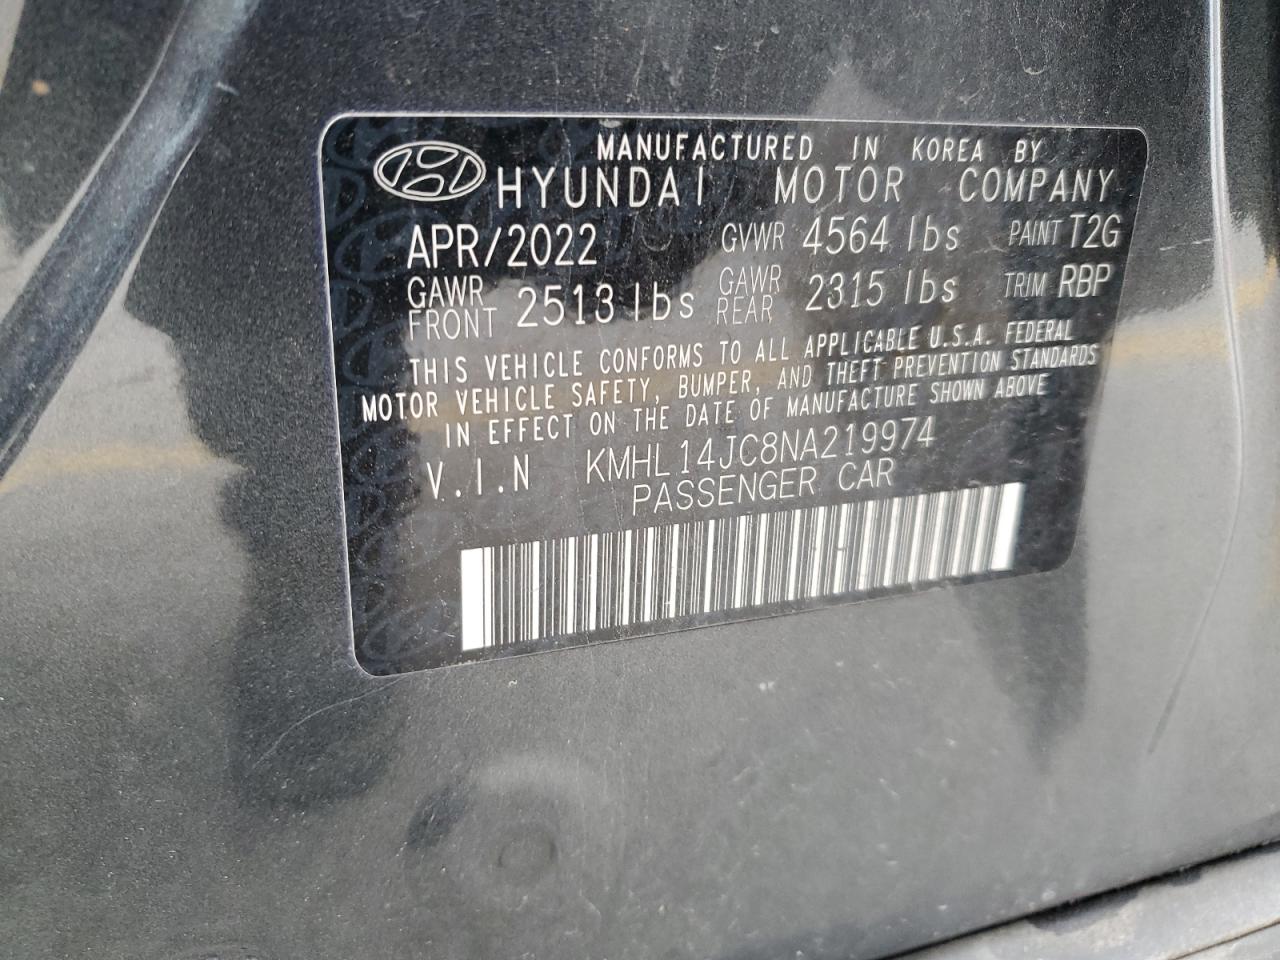 MANUFACTURED IN KOREA BY
HYUNDAI MOTOR COMPANY
APR/2022 GVWR 4564 lbs PAINT T2G
GAWR FRONT 2513 lbs GAWR REAR 2315 lbs TRIM RBP
THIS VEHICLE CONFORMS TO ALL APPLICABLE U.S.A. FEDERAL
MOTOR VEHICLE SAFETY, BUMPER, AND THEFT PREVENTION STANDARDS
IN EFFECT ON THE DATE OF MANUFACTURE SHOWN ABOVE
V.I.N KMHL14JC8NA219974
PASSENGER CAR